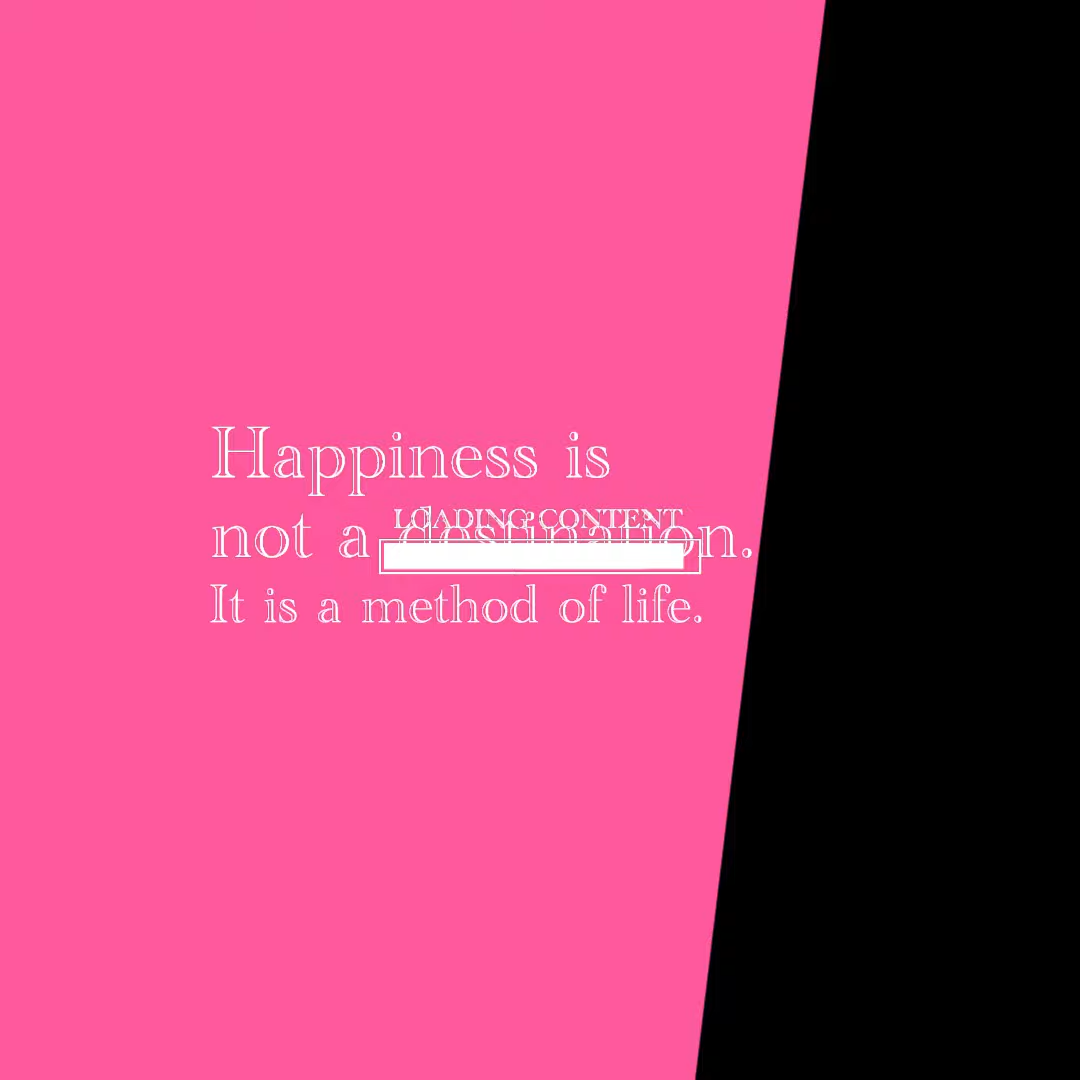 Happiness is
LOADING CONTENT
not a destination.
It is a method of life.